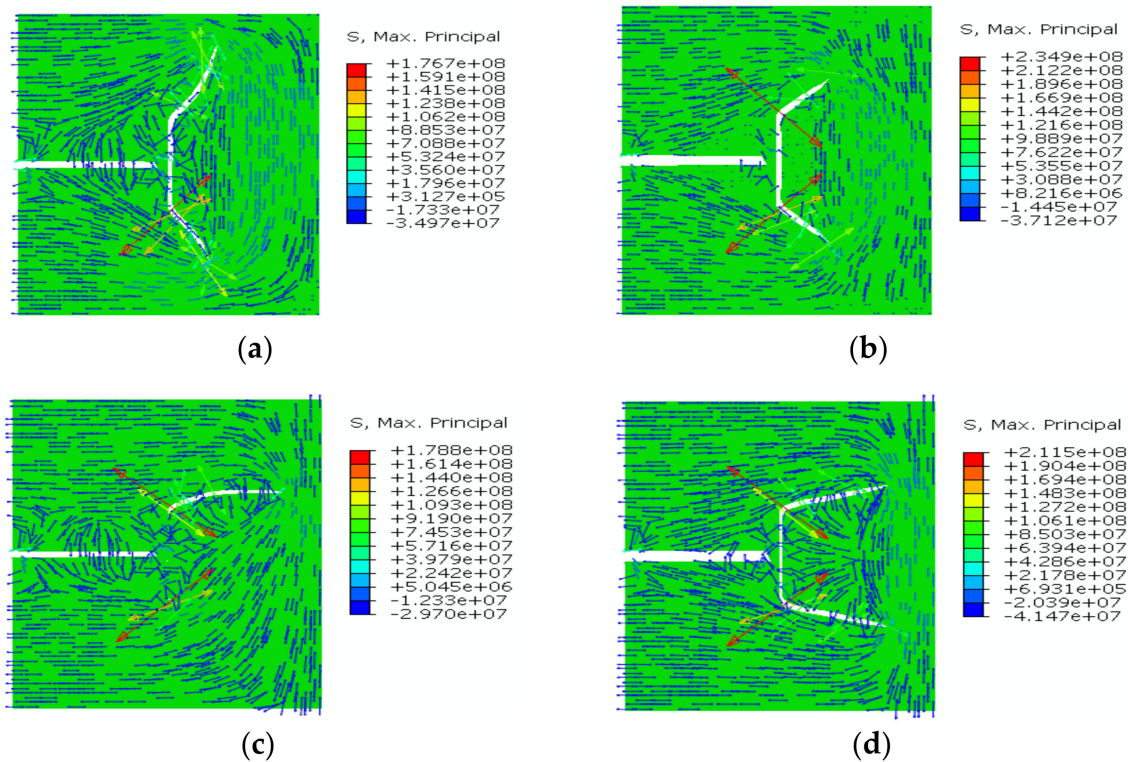 S, Max. Principal
+1.767e+08
+1.591e+08
+1.415e+08
+1.238e+08
+1.062e+08
+8.853e+07
+7.088e+07
+5.324e+07
+3.560e+07
+1.796e+07
+3.127e+05
-1.733e+07
-3.497e+07
(a)
S, Max. Principal
+2.349e+08
+2.122e+08
+1.896e+08
+1.669e+08
+1.442e+08
+1.216e+08
+9.889e+07
+7.622e+07
+5.355e+07
+3.088e+07
+8.216e+06
-1.445e+07
-3.712e+07
(b)
S, Max. Principal
+1.788e+08
+1.614e+08
+1.440e+08
+1.266e+08
+1.093e+08
+9.190e+07
+7.453e+07
+5.716e+07
+3.979e+07
+2.242e+07
+5.045e+06
-1.233e+07
-2.970e+07
(c)
S, Max. Principal
+2.115e+08
+1.904e+08
+1.694e+08
+1.483e+08
+1.272e+08
+1.061e+08
+8.503e+07
+6.394e+07
+4.286e+07
+2.178e+07
+6.931e+05
-2.039e+07
-4.147e+07
(d)